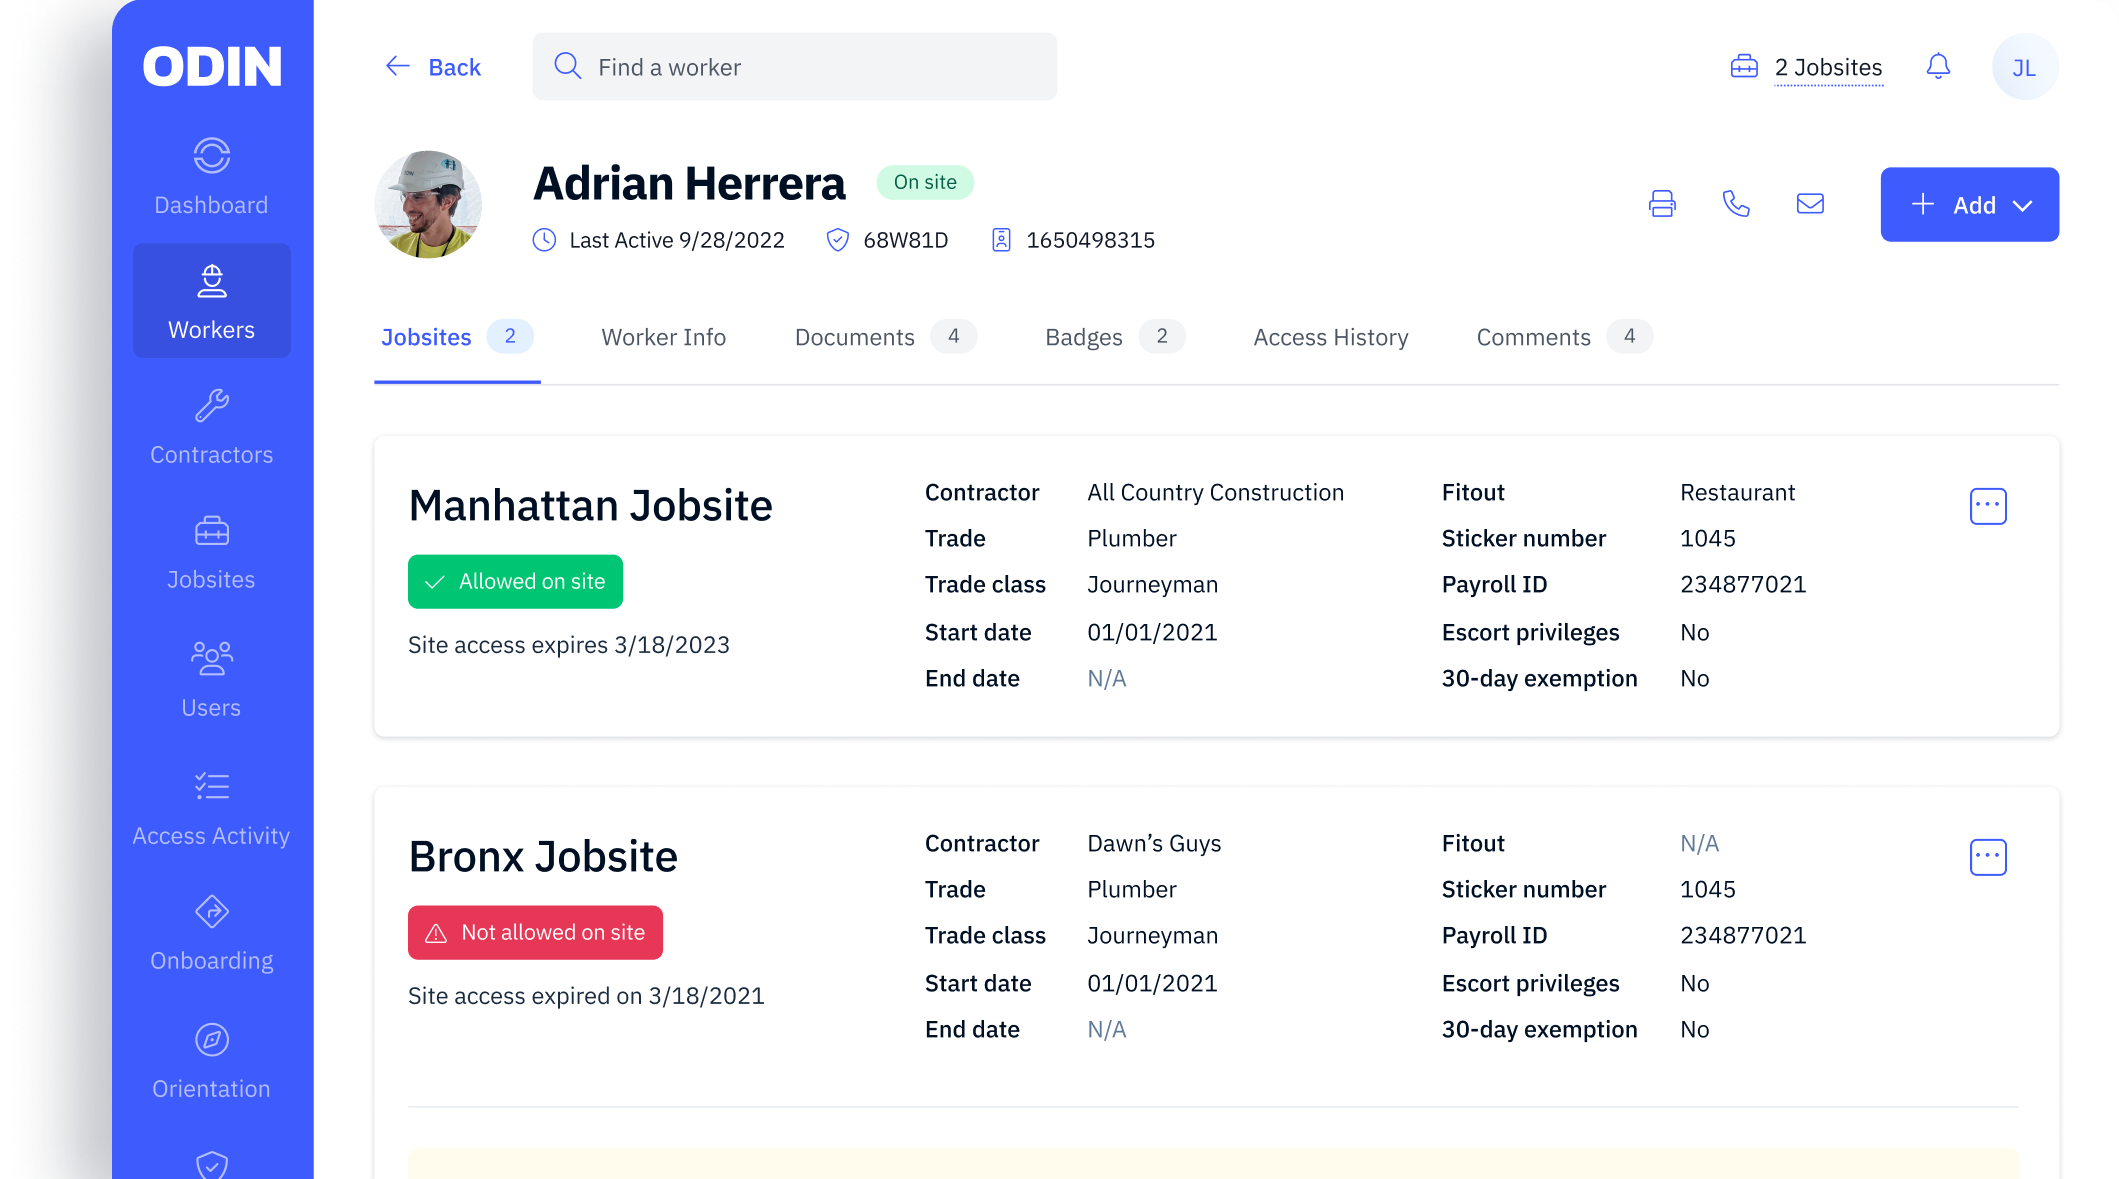 ODIN
Dashboard
Workers
Contractors
Jobsites
Users
Access Activity
Onboarding
Orientation
Back
Find a worker
2 Jobsites
JL
Adrian Herrera
On site
Last Active 9/28/2022
68W81D
1650498315
Add
Jobsites 2
Worker Info
Documents 4
Badges 2
Access History
Comments 4
Manhattan Jobsite
Allowed on site
Site access expires 3/18/2023
Contractor All Country Construction
Trade Plumber
Trade class Journeyman
Start date 01/01/2021
End date N/A
Fitout Restaurant
Sticker number 1045
Payroll ID 234877021
Escort privileges No
30-day exemption No
Bronx Jobsite
Not allowed on site
Site access expired on 3/18/2021
Contractor Dawn’s Guys
Trade Plumber
Trade class Journeyman
Start date 01/01/2021
End date N/A
Fitout N/A
Sticker number 1045
Payroll ID 234877021
Escort privileges No
30-day exemption No